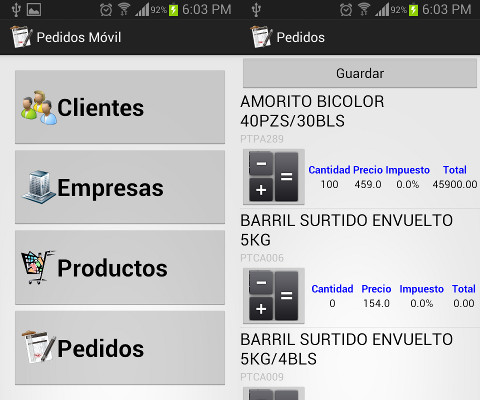 92% 6:03 PM
Pedidos Móvil
Clientes
Empresas
Productos
Pedidos
92% 6:03 PM
Pedidos
Guardar
AMORITO BICOLOR
40PZS/30BLS
PTPA289
Cantidad Precio Impuesto Total
100 459.0 0.0% 45900.00
BARRIL SURTIDO ENVUELTO
5KG
PTCA006
Cantidad Precio Impuesto Total
0 154.0 0.0% 0.00
BARRIL SURTIDO ENVUELTO
5KG/4BLS
PTCA009